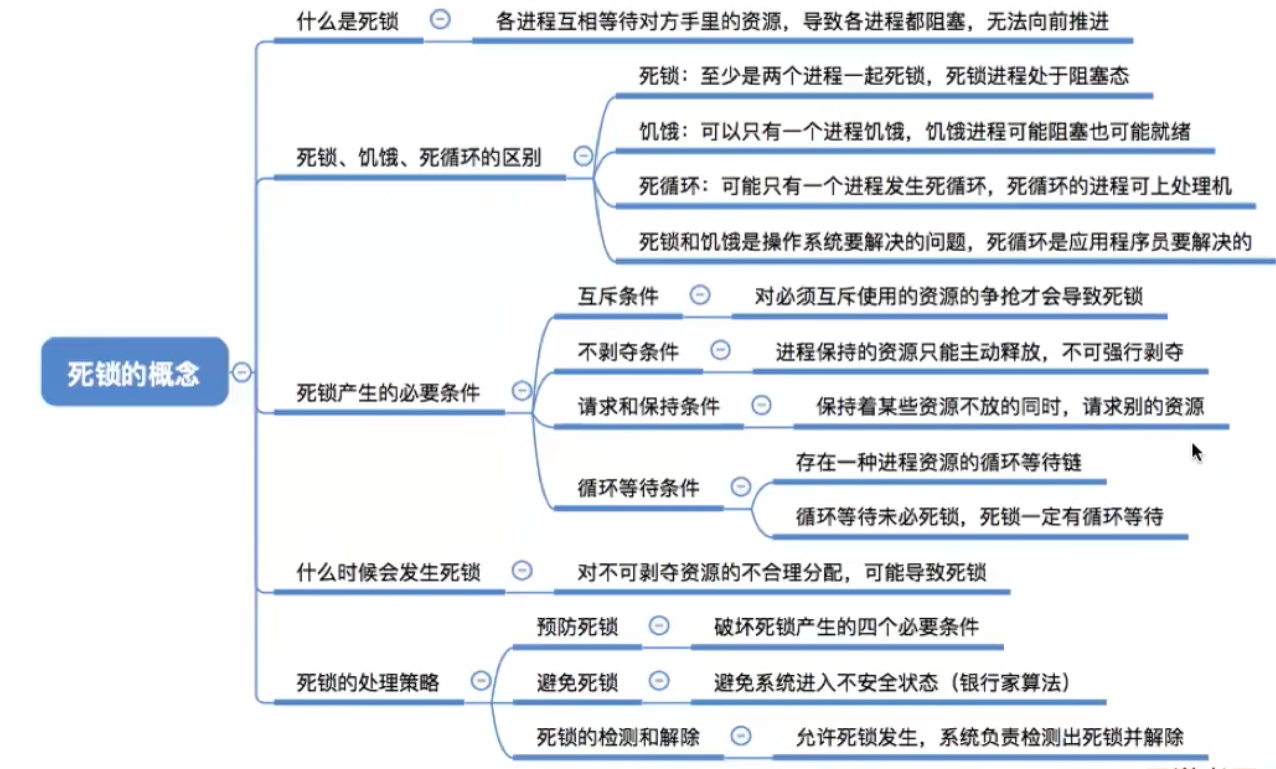 什么是死锁
各进程互相等待对方手里的资源，导致各进程都阻塞，无法向前推进
死锁、饥饿、死循环的区别
死锁：至少是两个进程一起死锁，死锁进程处于阻塞态
饥饿：可以只有一个进程饥饿，饥饿进程可能阻塞也可能就绪
死循环：可能只有一个进程发生死循环，死循环的进程可上处理机
死锁和饥饿是操作系统要解决的问题，死循环是应用程序员要解决的
死锁的概念
死锁产生的必要条件
互斥条件
对必须互斥使用的资源的争抢才会导致死锁
不剥夺条件
进程保持的资源只能主动释放，不可强行剥夺
请求和保持条件
保持着某些资源不放的同时，请求别的资源
循环等待条件
存在一种进程资源的循环等待链
循环等待未必死锁，死锁一定有循环等待
什么时候会发生死锁
对不可剥夺资源的不合理分配，可能导致死锁
死锁的处理策略
预防死锁
破坏死锁产生的四个必要条件
避免死锁
避免系统进入不安全状态（银行家算法）
死锁的检测和解除
允许死锁发生，系统负责检测出死锁并解除